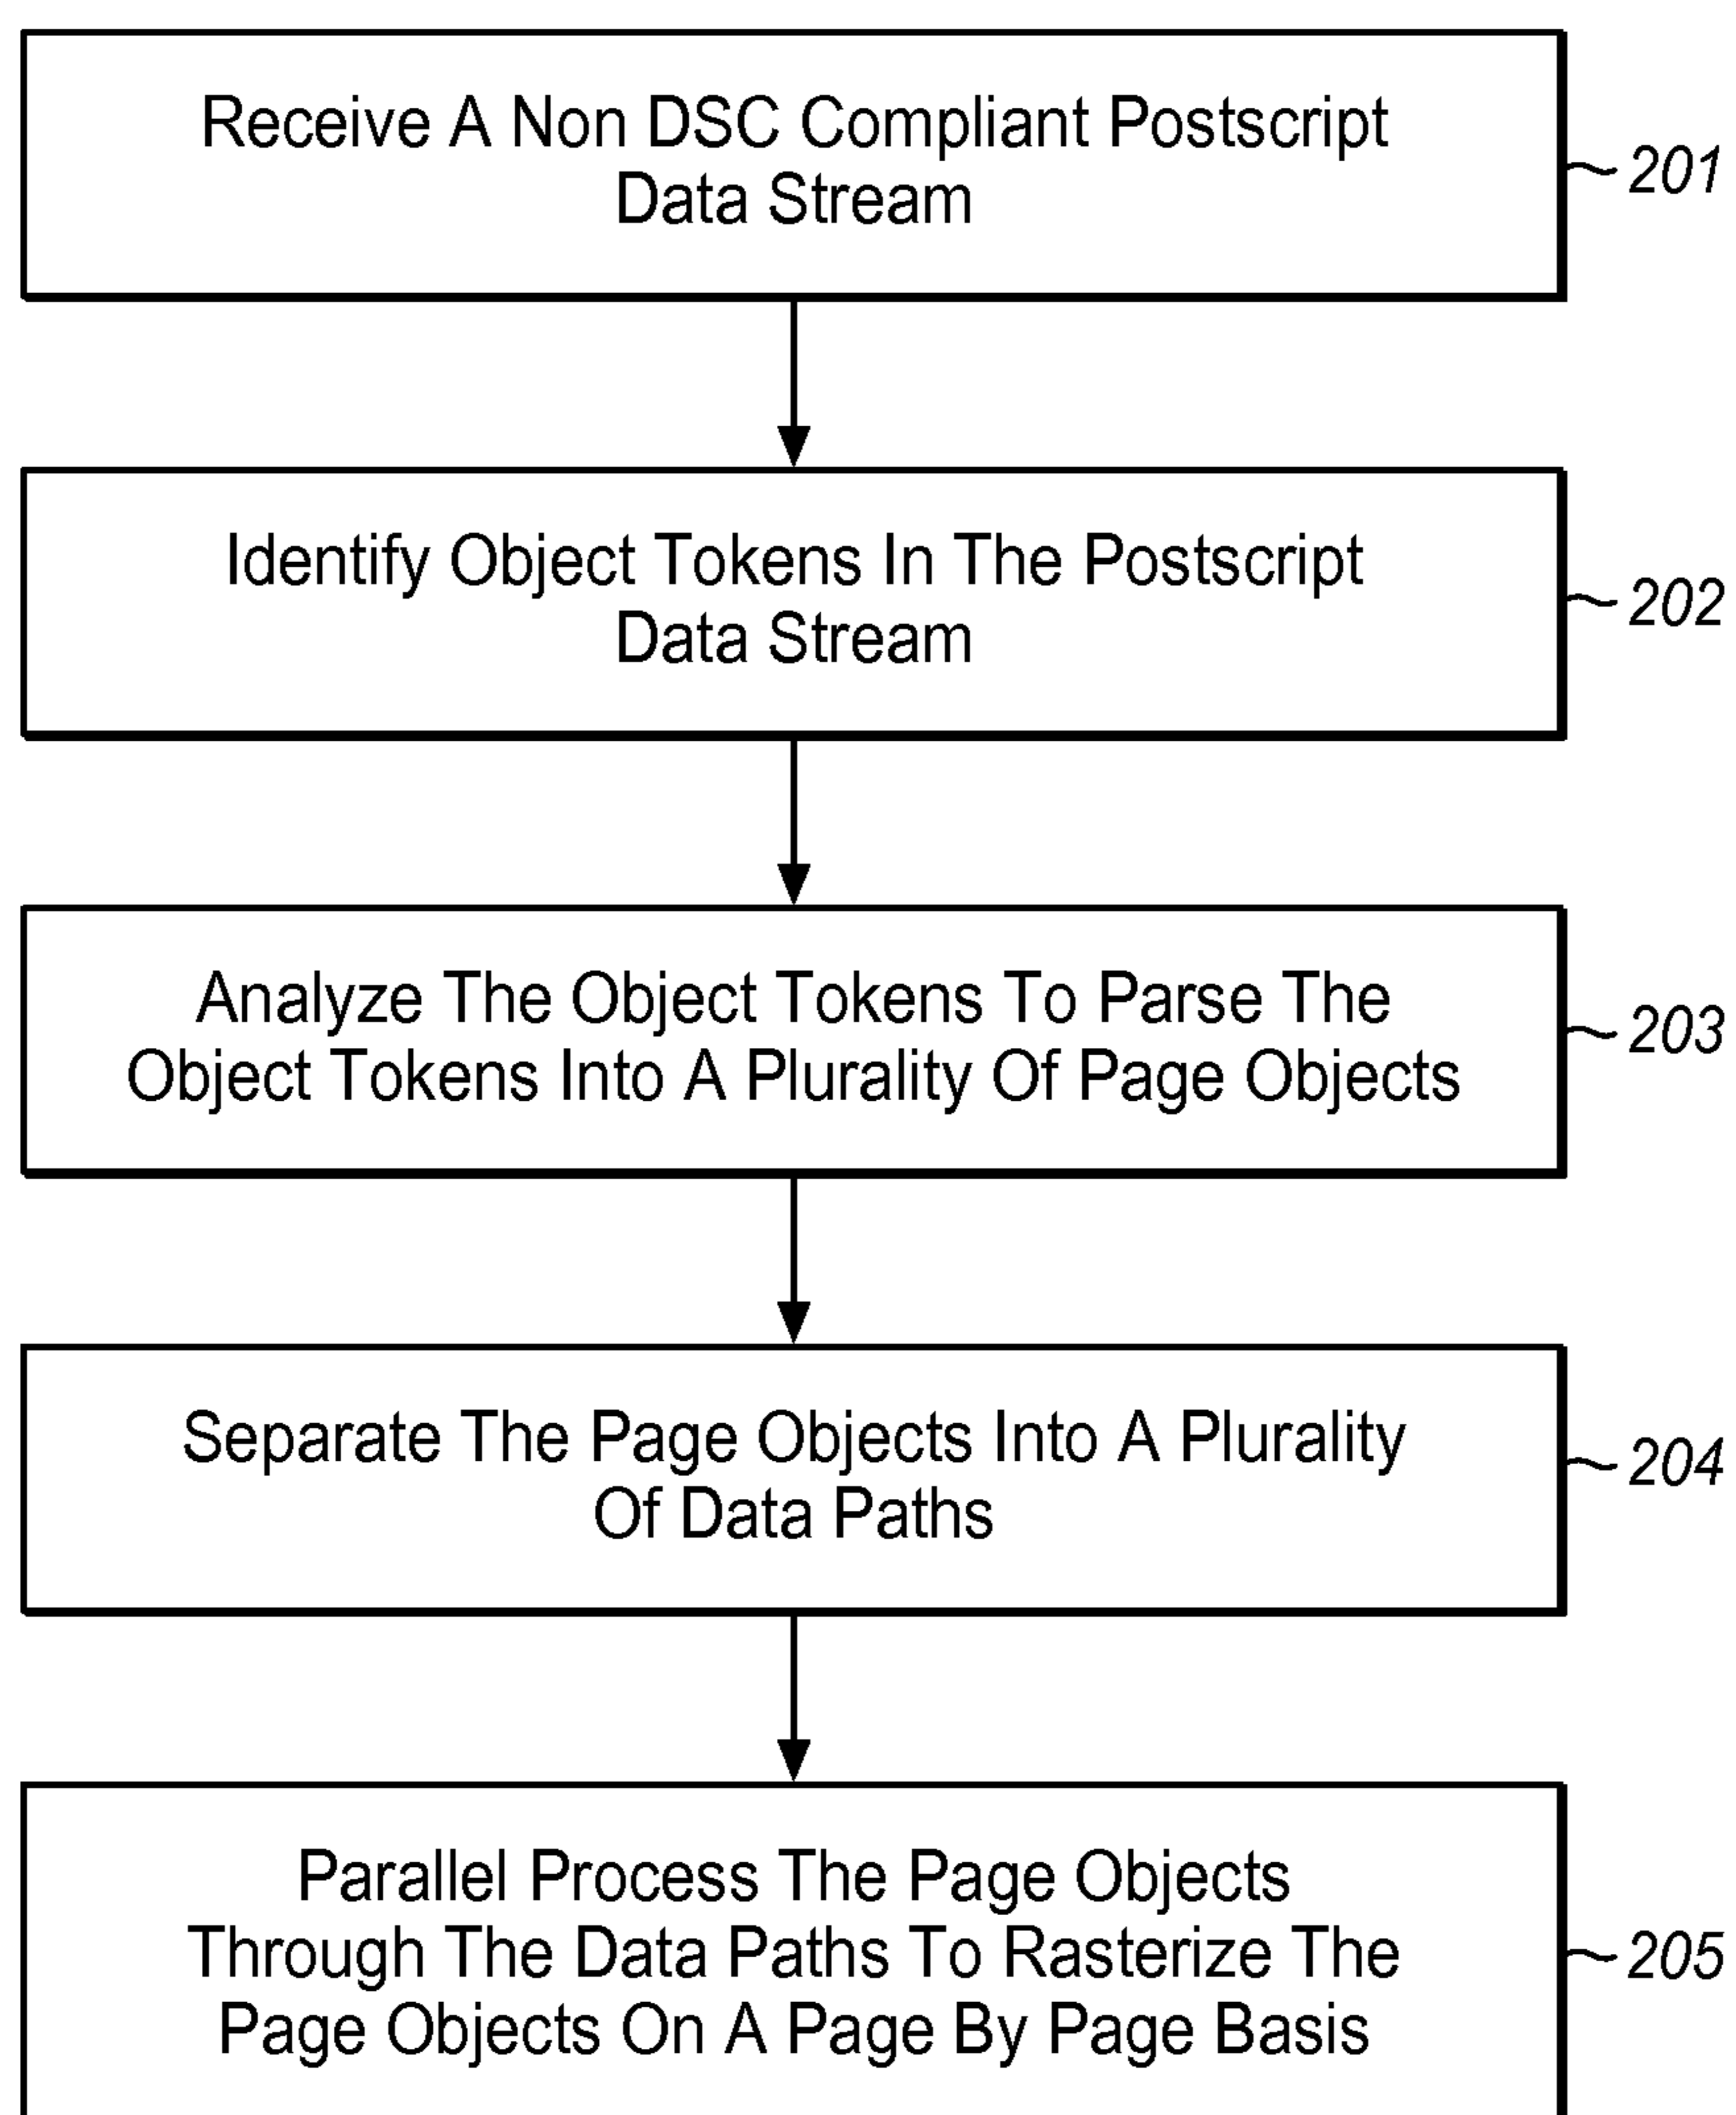 Receive A Non DSC Compliant Postscript
Data Stream
201
Identify Object Tokens In The Postscript
Data Stream
202
Analyze The Object Tokens To Parse The
Object Tokens Into A Plurality Of Page Objects
203
Separate The Page Objects Into A Plurality
Of Data Paths
204
Parallel Process The Page Objects
Through The Data Paths To Rasterize The
Page Objects On A Page By Page Basis
205